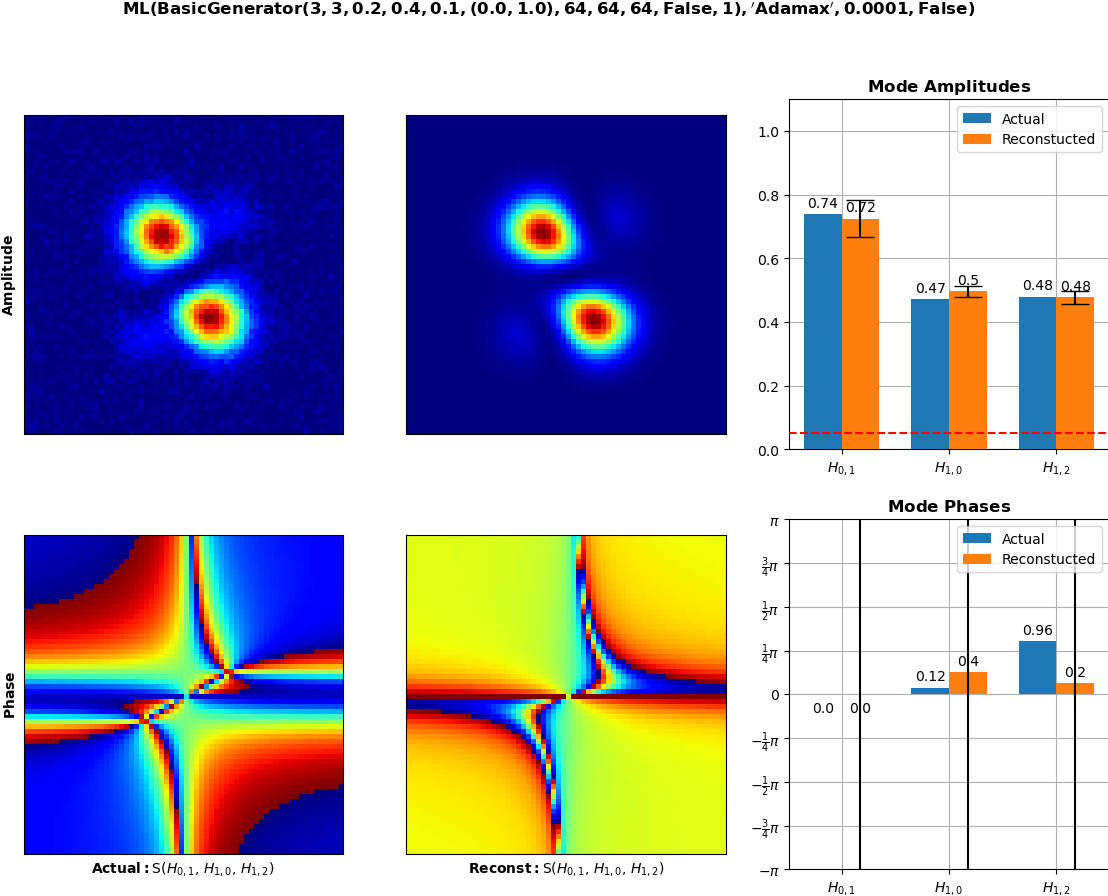 ML(BasicGenerator(3, 3, 0.2, 0.4, 0.1, (0.0, 1.0), 64, 64, 64, False, 1), ′Adamax′, 0.0001, False)
Mode Amplitudes
Amplitude
1.0
0.8
0.6
0.4
0.2
0.0
Actual
Reconstucted
0.74
0.72
0.47
0.5
0.48
0.48
H0,1
H1,0
H1,2
Mode Phases
Phase
π
3/4π
1/2π
1/4π
0
−1/4π
−1/2π
−3/4π
−π
Actual
Reconstucted
0.0
0.0
0.12
0.4
0.96
0.2
H0,1
H1,0
H1,2
Actual: S(H0,1, H1,0, H1,2)
Reconst: S(H0,1, H1,0, H1,2)